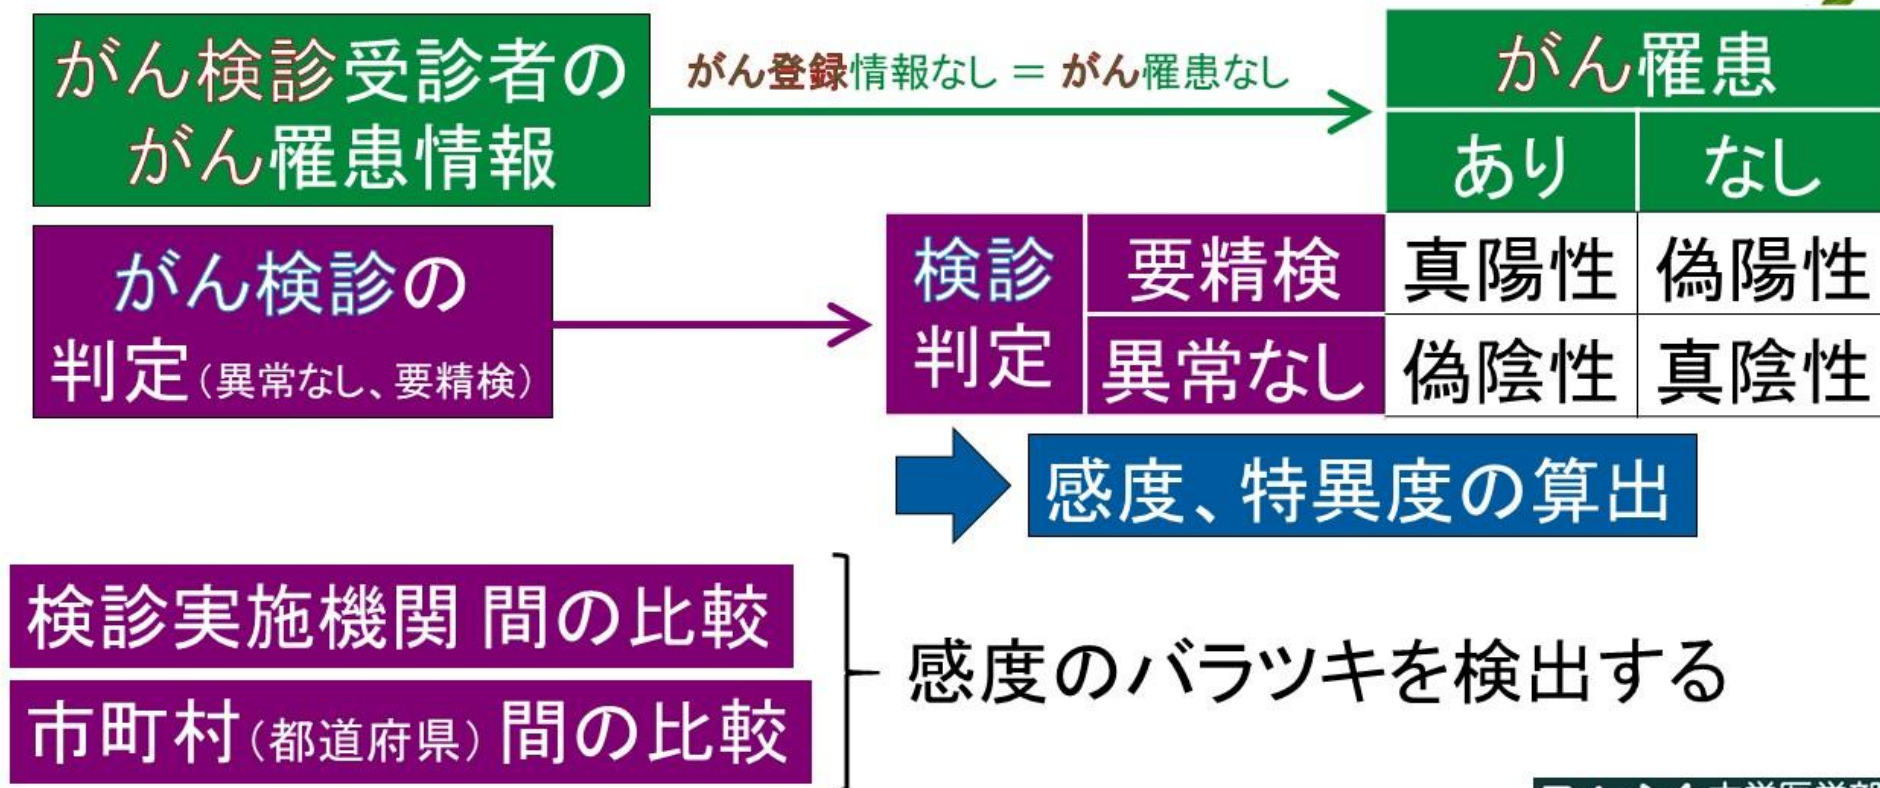 がん検診受診者の
がん罹患情報
がん登録情報なし = がん罹患なし
がん罹患
あり なし
がん検診の
判定(異常なし、要精検)
検診
判定
要精検 真陽性 偽陽性
異常なし 偽陰性 真陰性
感度、特異度の算出
検診実施機関 間の比較
市町村(都道府県) 間の比較
感度のバラツキを検出する